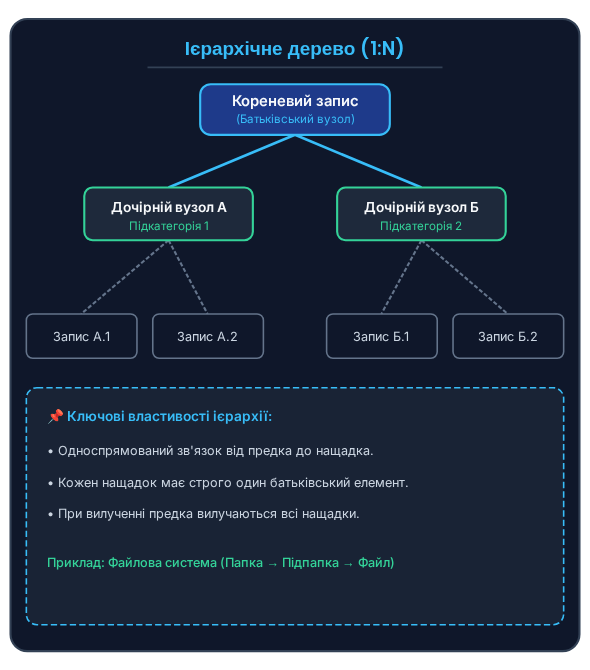 Ієрархічне дерево (1:N)
Кореневий запис
(Батьківський вузол)
Дочірній вузол А
Підкатегорія 1
Дочірній вузол Б
Підкатегорія 2
Запис А.1
Запис А.2
Запис Б.1
Запис Б.2
📌 Ключові властивості ієрархії:
• Односпрямований зв'язок від предка до нащадка.
• Кожен нащадок має строго один батьківський елемент.
• При вилученні предка вилучаються всі нащадки.
Приклад: Файлова система (Папка → Підпапка → Файл)